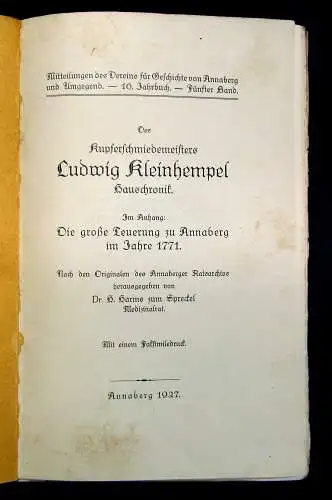 Mitteilungen des Vereins für Geschichte von Annaberg
und Umgegend. — 10. Jahrbuch. — Fünfter Band.
Des
Kupferschmiedemeisters
Ludwig Kleinhempel
Hauschronik.
Im Anhang:
Die große Teuerung zu Annaberg
im Jahre 1771.
Nach den Originalen des Annaberger Ratsarchivs
herausgegeben von
Dr. H. Harms zum Spreckel
Medizinalrat.
Mit einem Faksimiledruck.
Annaberg 1927.